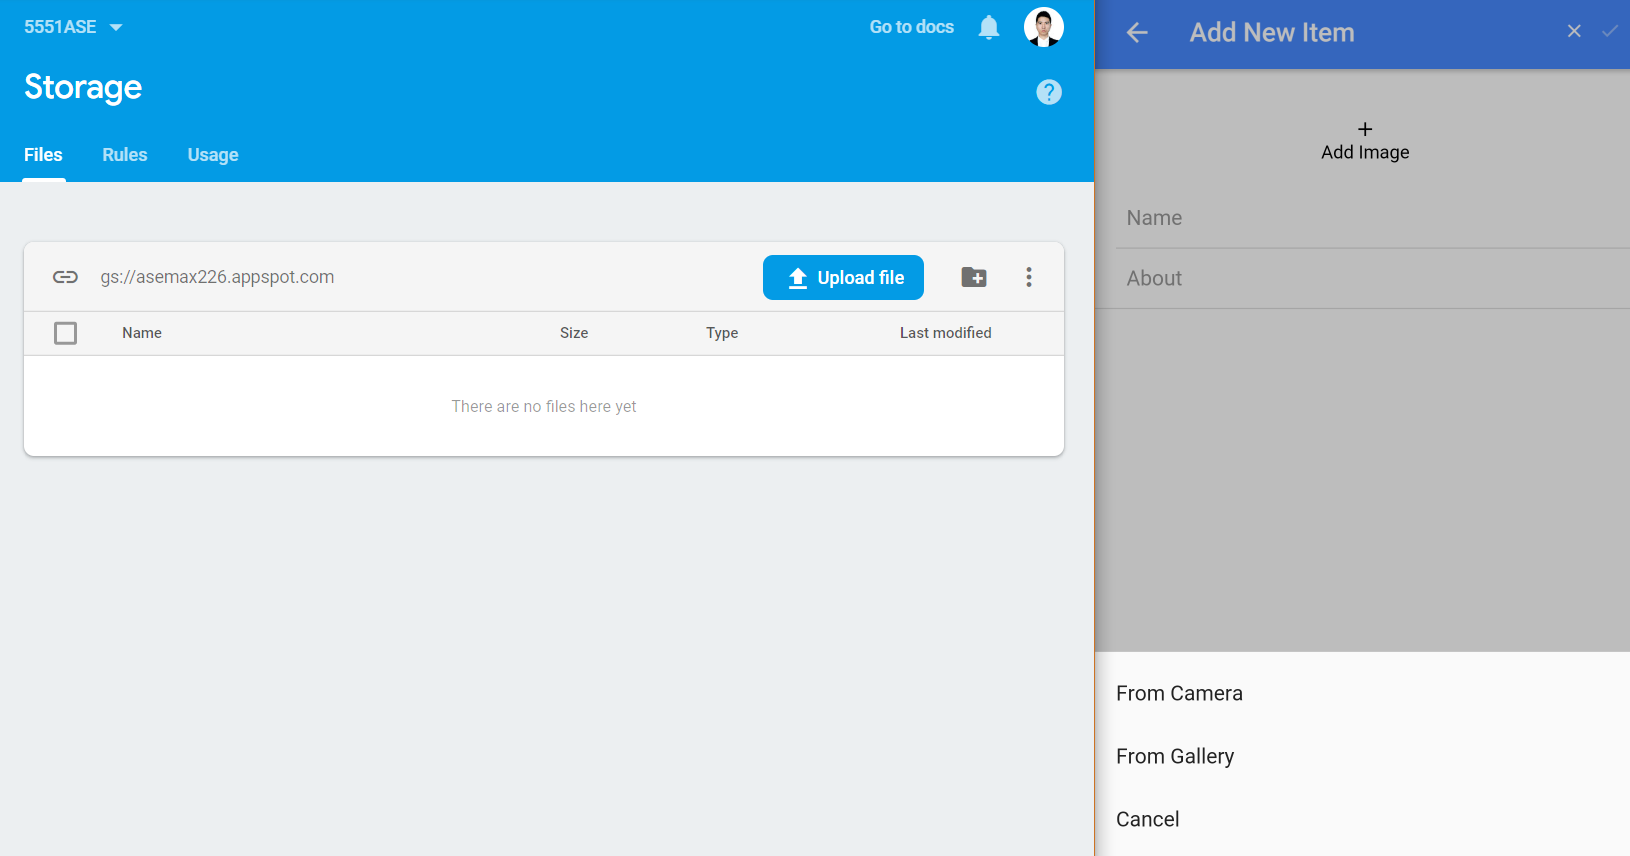 5551ASE
Go to docs
Storage
?
Files Rules Usage
gs://asemax226.appspot.com
Upload file
Name Size Type Last modified
There are no files here yet
Add New Item
+
Add Image
Name
About
From Camera
From Gallery
Cancel